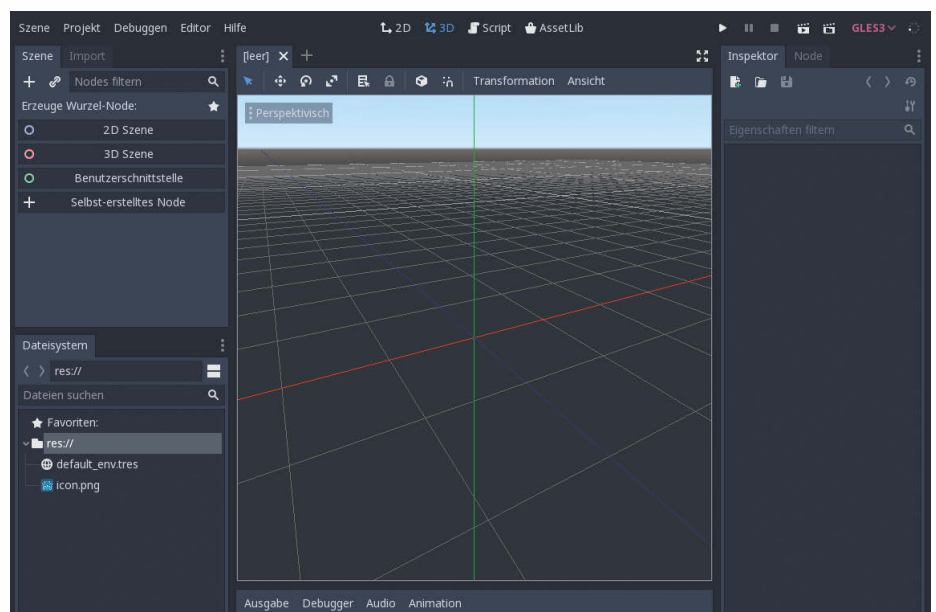 Szene Projekt Debuggen Editor Hilfe 2D 3D Script AssetLib GLES3
Szene Import
Nodes filtern
Erzeuge Wurzel-Node:
2D Szene
3D Szene
Benutzerschnittstelle
Selbst-erstelltes Node
Dateisystem
res://
Dateien suchen
Favoriten:
res://
default_env.tres
icon.png
[leer]
Transformation Ansicht
Perspektivisch
Ausgabe Debugger Audio Animation
Inspektor Node
Eigenschaften filtern